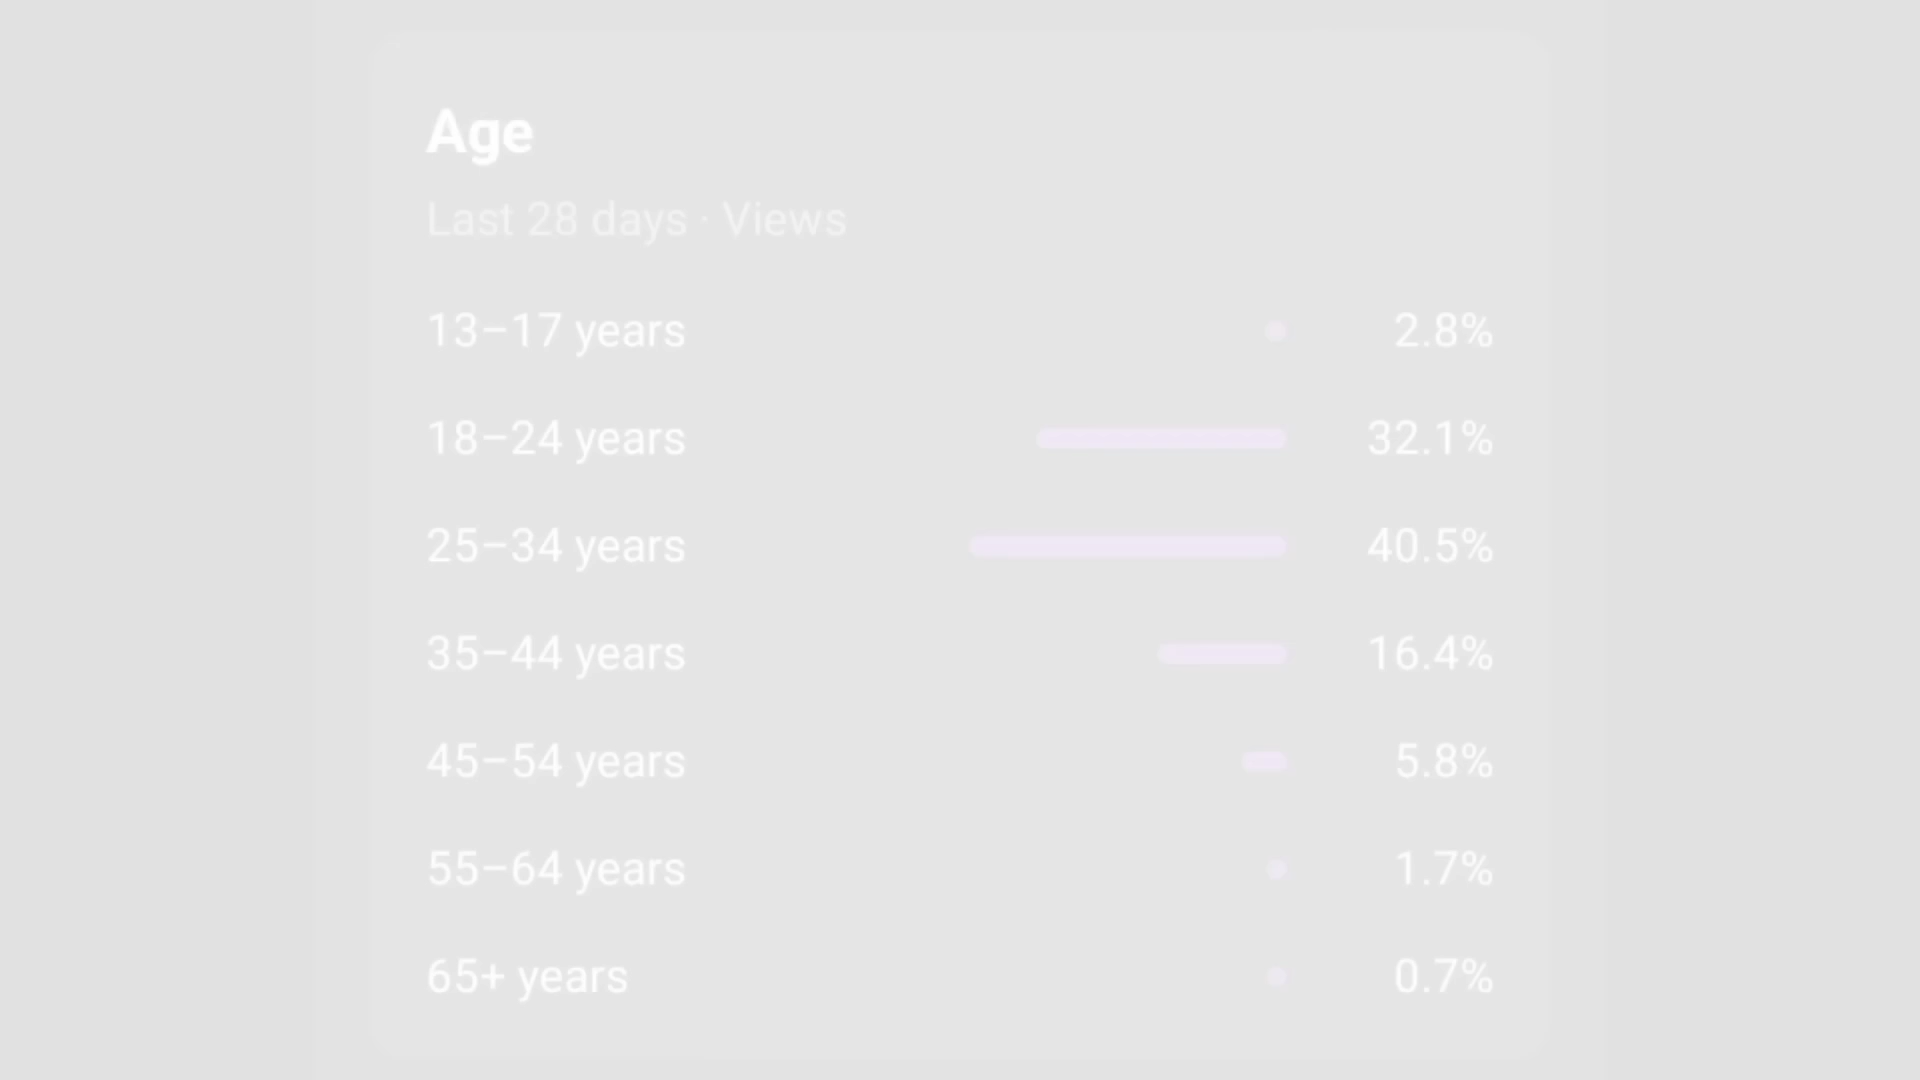 Age
Last 28 days · Views
13–17 years 2.8%
18–24 years 32.1%
25–34 years 40.5%
35–44 years 16.4%
45–54 years 5.8%
55–64 years 1.7%
65+ years 0.7%